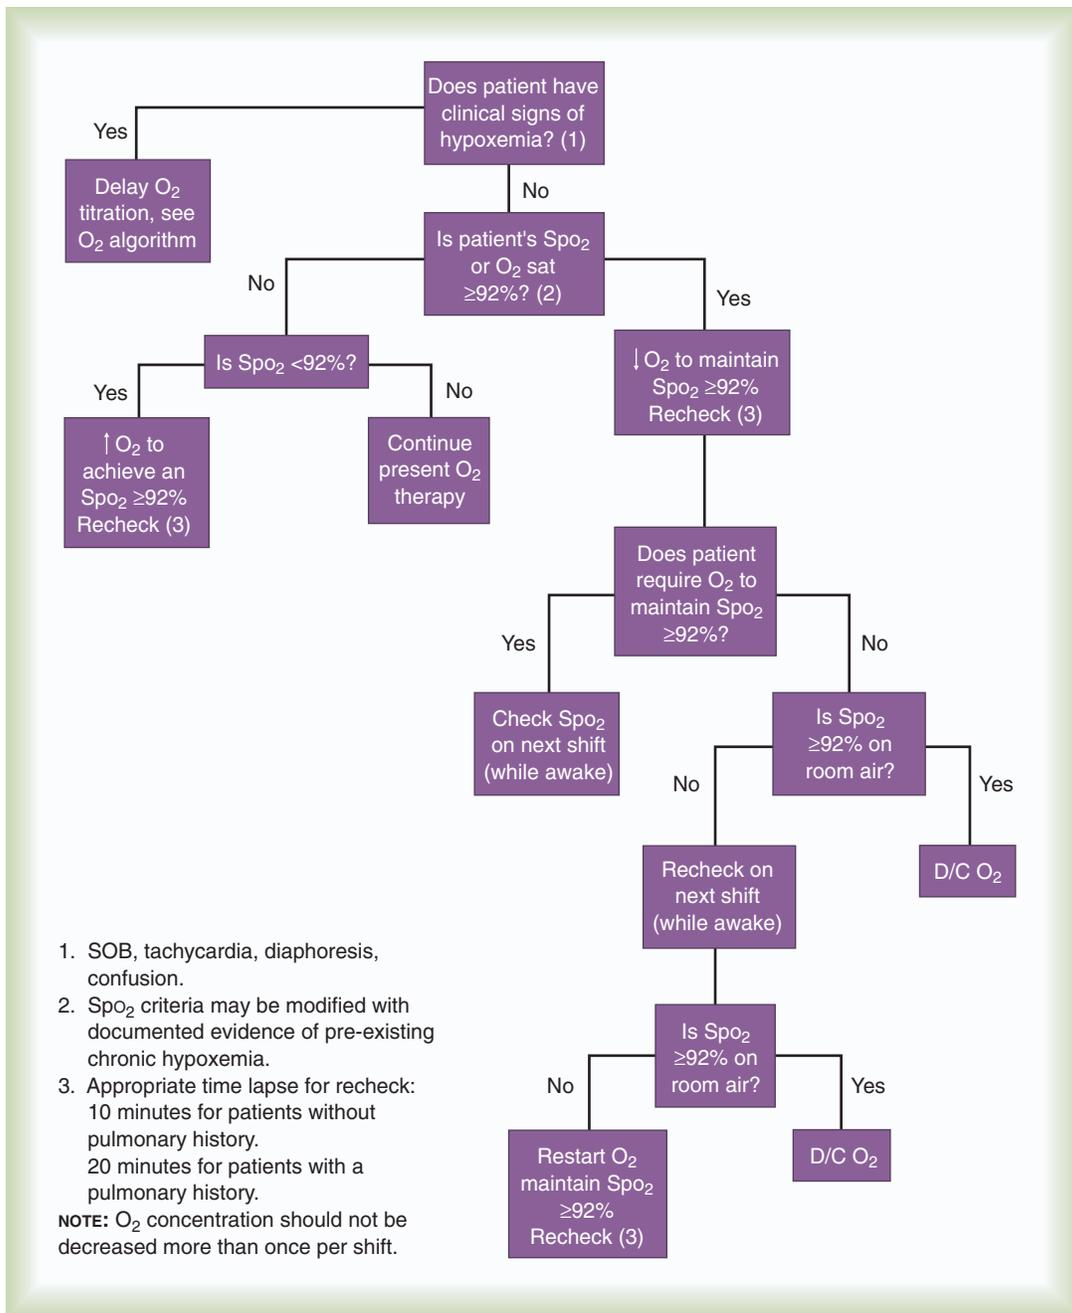 Does patient have
clinical signs of
hypoxemia? (1)
Yes
Delay O₂
titration, see
O₂ algorithm
No
Is patient's Spo₂
or O₂ sat
≥92%? (2)
No
Yes
Is Spo₂ <92%?
↓O₂ to maintain
Spo₂ ≥92%
Recheck (3)
Yes
No
↑O₂ to
achieve an
Spo₂ ≥92%
Recheck (3)
Continue
present O₂
therapy
Does patient
require O₂ to
maintain Spo₂
≥92%?
Yes
No
Check Spo₂
on next shift
(while awake)
Is Spo₂
≥92% on
room air?
No
Yes
Recheck on
next shift
(while awake)
D/C O₂
Is Spo₂
≥92% on
room air?
No
Yes
Restart O₂
maintain Spo₂
≥92%
Recheck (3)
D/C O₂
1. SOB, tachycardia, diaphoresis,
confusion.
2. SpO₂ criteria may be modified with
documented evidence of pre-existing
chronic hypoxemia.
3. Appropriate time lapse for recheck:
10 minutes for patients without
pulmonary history.
20 minutes for patients with a
pulmonary history.
NOTE: O₂ concentration should not be
decreased more than once per shift.